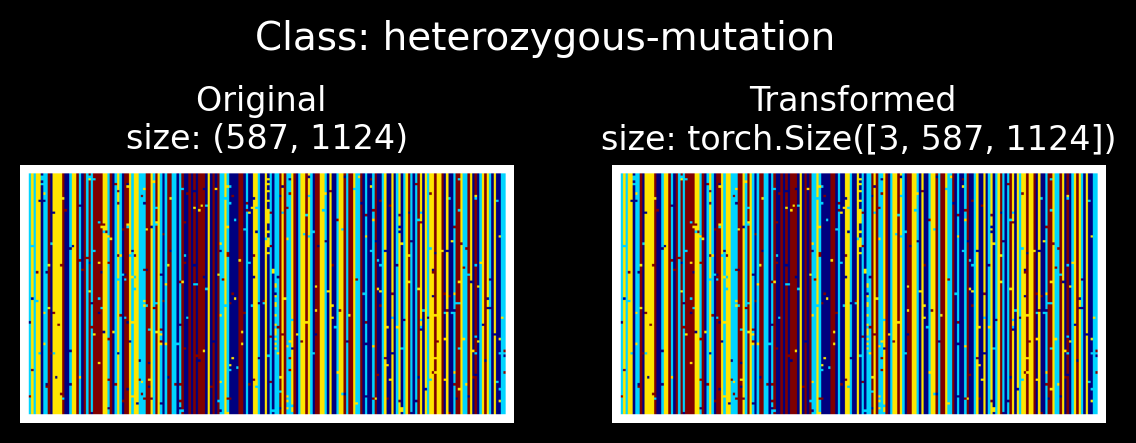 Class: heterozygous-mutation
Original
size: (587, 1124)
Transformed
size: torch.Size([3, 587, 1124])